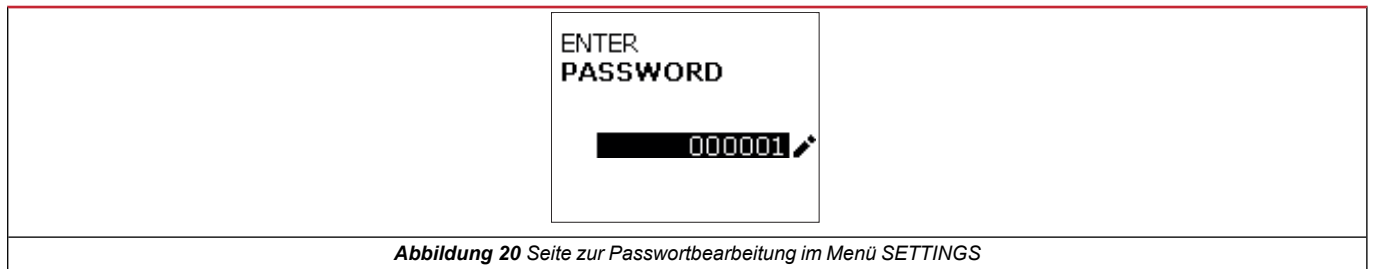 ENTER
PASSWORD
000001
Abbildung 20 Seite zur Passwortbearbeitung im Menü SETTINGS